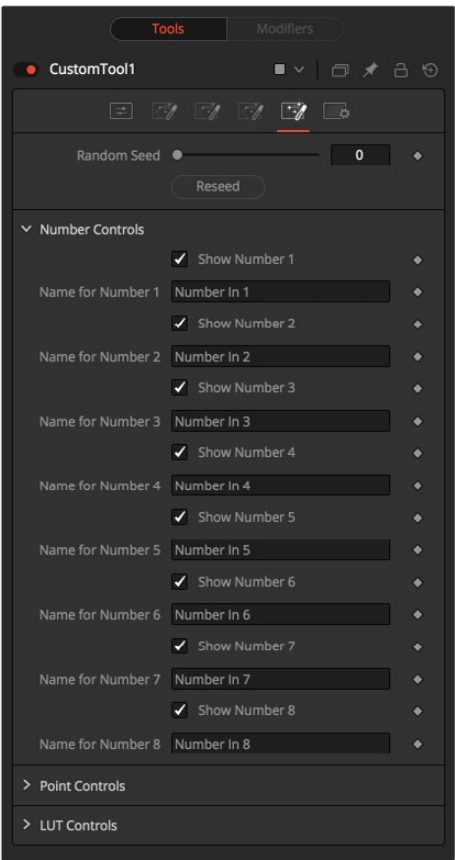 Tools Modifiers
CustomTool1
Random Seed 0
Reseed
Number Controls
Show Number 1
Name for Number 1 Number In 1
Show Number 2
Name for Number 2 Number In 2
Show Number 3
Name for Number 3 Number In 3
Show Number 4
Name for Number 4 Number In 4
Show Number 5
Name for Number 5 Number In 5
Show Number 6
Name for Number 6 Number In 6
Show Number 7
Name for Number 7 Number In 7
Show Number 8
Name for Number 8 Number In 8
Point Controls
LUT Controls